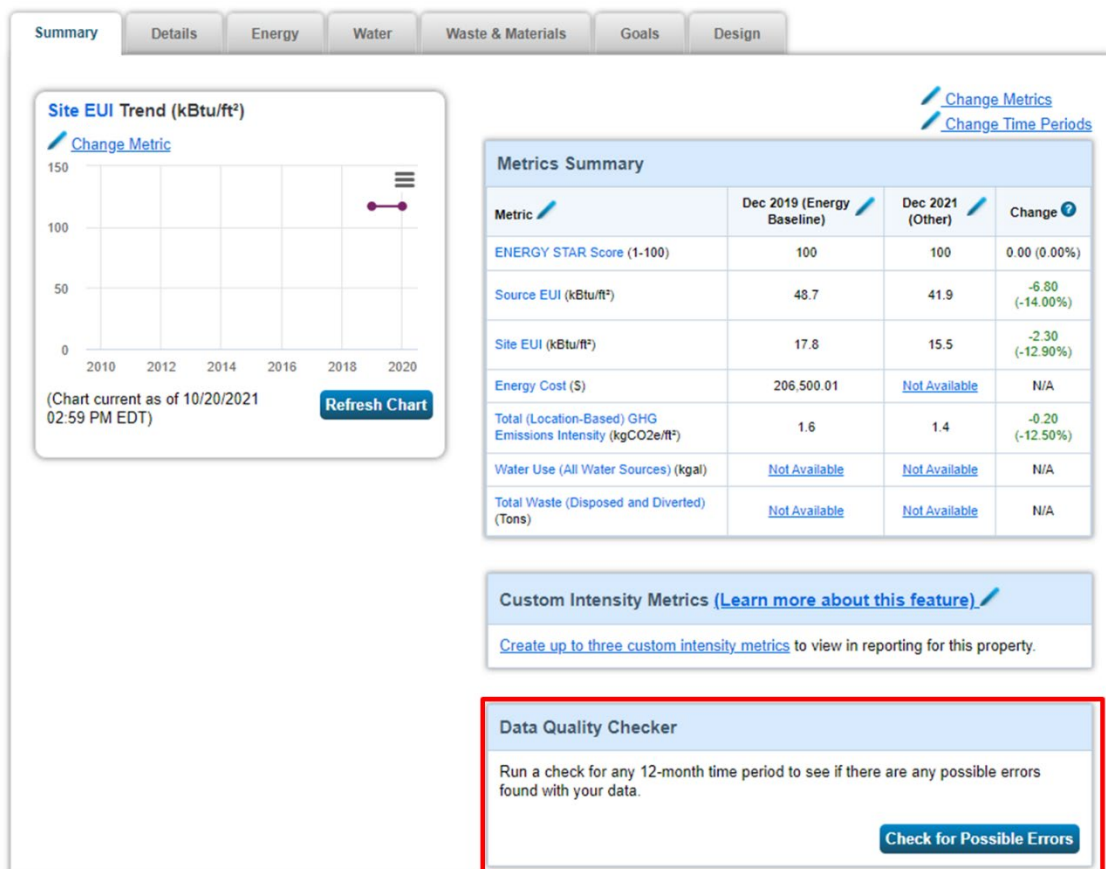 Summary
Details
Energy
Water
Waste & Materials
Goals
Design
Site EUI Trend (kBtu/ft²)
Change Metric
150
100
50
0
2010 2012 2014 2016 2018 2020
(Chart current as of 10/20/2021
02:59 PM EDT)
Refresh Chart
Change Metrics
Change Time Periods
Metrics Summary
Metric
Dec 2019 (Energy
Baseline)
Dec 2021
(Other)
Change ?
ENERGY STAR Score (1-100)
100
100
0.00 (0.00%)
Source EUI (kBtu/ft²)
48.7
41.9
-6.80
(-14.00%)
Site EUI (kBtu/ft²)
17.8
15.5
-2.30
(-12.90%)
Energy Cost ($)
206,500.01
Not Available
N/A
Total (Location-Based) GHG
Emissions Intensity (kgCO2e/ft²)
1.6
1.4
-0.20
(-12.50%)
Water Use (All Water Sources) (kgal)
Not Available
Not Available
N/A
Total Waste (Disposed and Diverted)
(Tons)
Not Available
Not Available
N/A
Custom Intensity Metrics (Learn more about this feature)
Create up to three custom intensity metrics to view in reporting for this property.
Data Quality Checker
Run a check for any 12-month time period to see if there are any possible errors
found with your data.
Check for Possible Errors